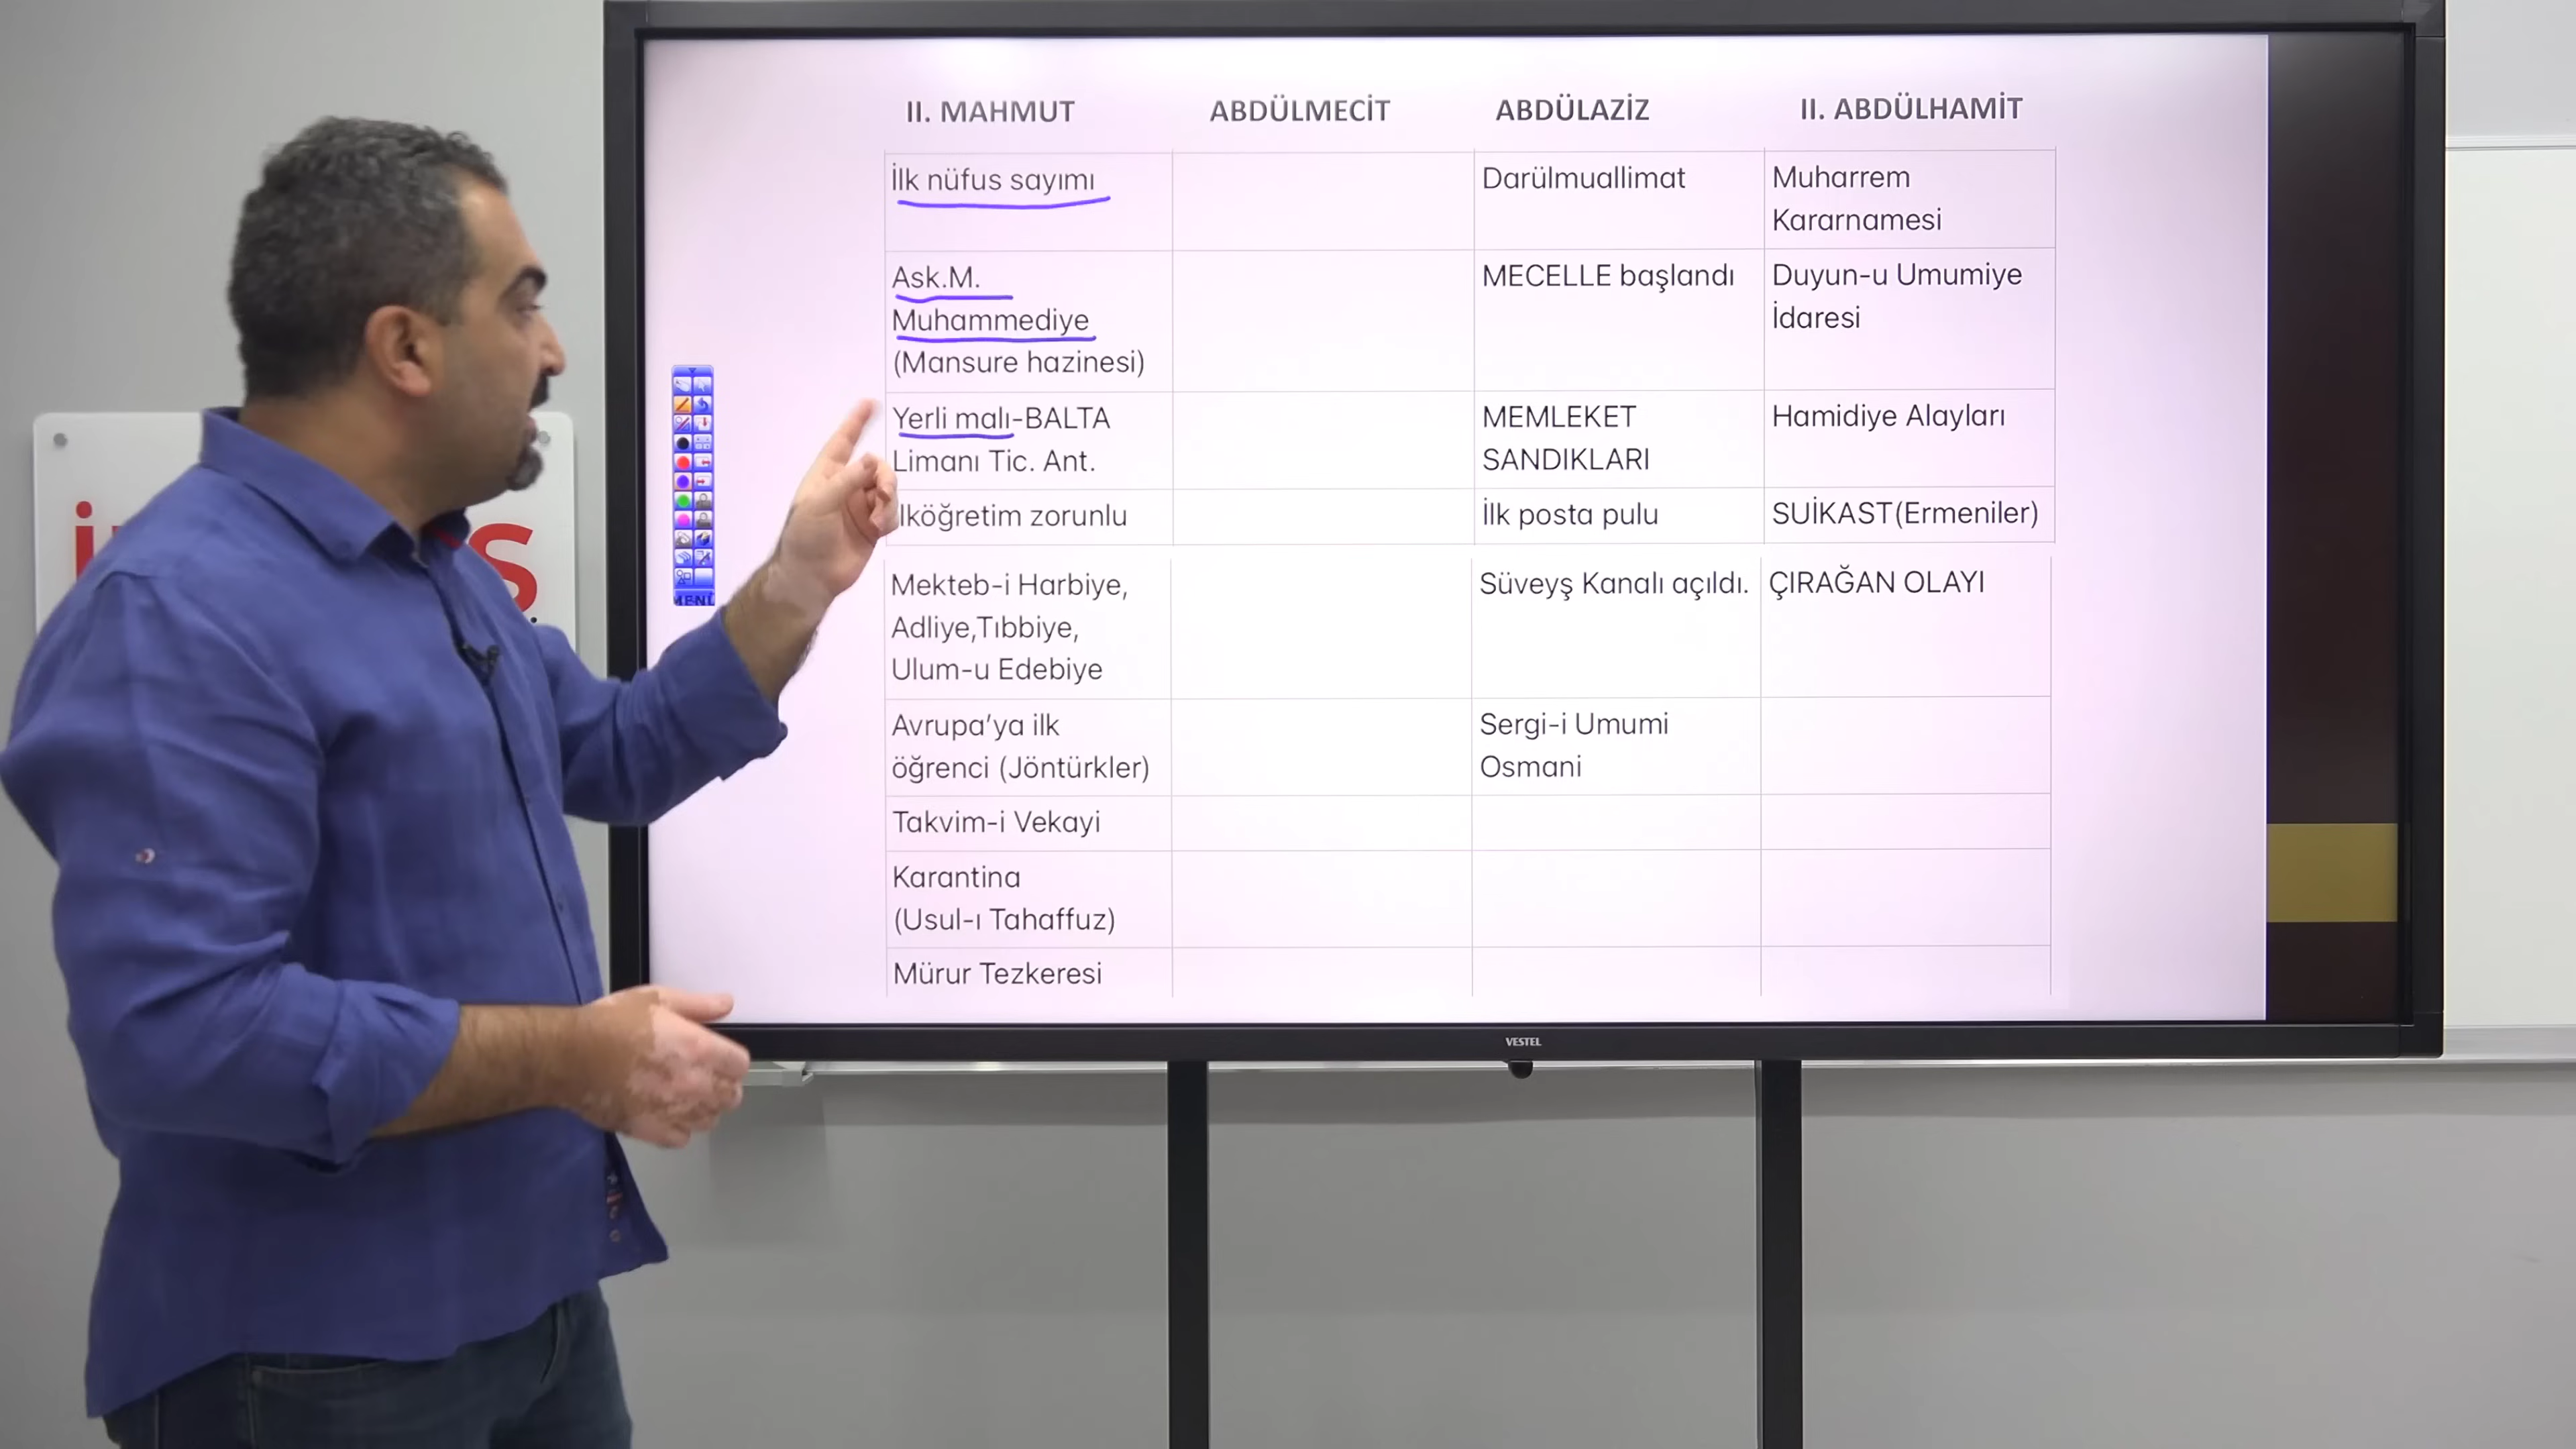 II. MAHMUT ABDÜLMECİT ABDÜLAZİZ II. ABDÜLHAMİT
İlk nüfus sayımı
Darülmuallimat
Muharrem
Kararnamesi
Ask.M.
Muhammediye
(Mansure hazinesi)
MECELLE başlandı
Duyun-u Umumiye
İdaresi
Yerli malı-BALTA
Limanı Tic. Ant.
MEMLEKET
SANDIKLARI
Hamidiye Alayları
lköğretim zorunlu
İlk posta pulu
SUİKAST(Ermeniler)
Mekteb-i Harbiye,
Adliye,Tıbbiye,
Ulum-u Edebiye
Süveyş Kanalı açıldı.
ÇIRAĞAN OLAYI
Avrupa'ya ilk
öğrenci (Jöntürkler)
Sergi-i Umumi
Osmani
Takvim-i Vekayi
Karantina
(Usul-ı Tahaffuz)
Mürur Tezkeresi
MENÜ
VESTEL